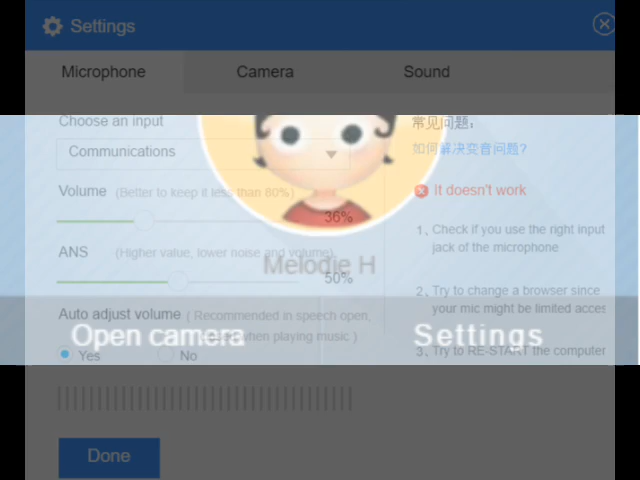 Settings
Microphone
Camera
Sound
Choose an input
Communications
Volume (Better to keep it less than 80%)
36%
ANS (Higher value, lower noise and volume)
50%
Auto adjust volume ( Recommended in speech open,
when playing music )
Yes
No
Done
常见问题:
如何解决变音问题?
It doesn't work
1、Check if you use the right input
jack of the microphone
2、Try to change a browser since
your mic might be limited acces
3、Try to RE-START the computer
Melodie H
Open camera
Settings